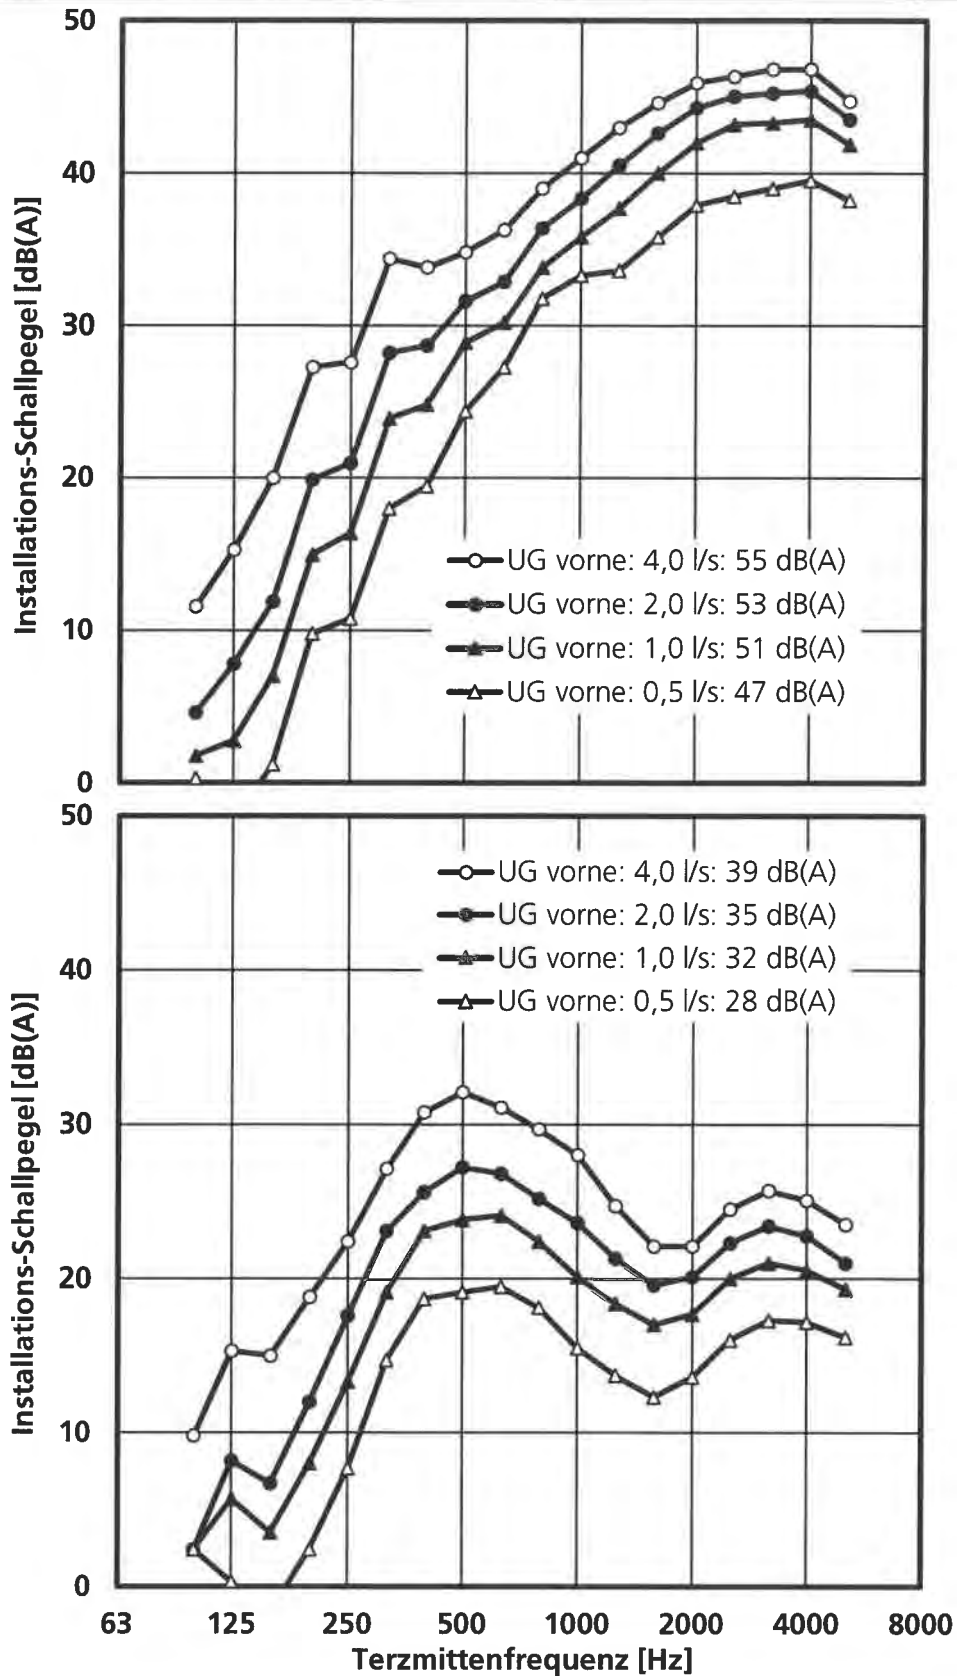 50
40
30
20
10
0
Installations-Schallpegel [dB(A)]
UG vorne: 4,0 l/s: 55 dB(A)
UG vorne: 2,0 l/s: 53 dB(A)
UG vorne: 1,0 l/s: 51 dB(A)
UG vorne: 0,5 l/s: 47 dB(A)
50
40
30
20
10
0
Installations-Schallpegel [dB(A)]
UG vorne: 4,0 l/s: 39 dB(A)
UG vorne: 2,0 l/s: 35 dB(A)
UG vorne: 1,0 l/s: 32 dB(A)
UG vorne: 0,5 l/s: 28 dB(A)
63 125 250 500 1000 2000 4000 8000
Terzmittenfrequenz [Hz]